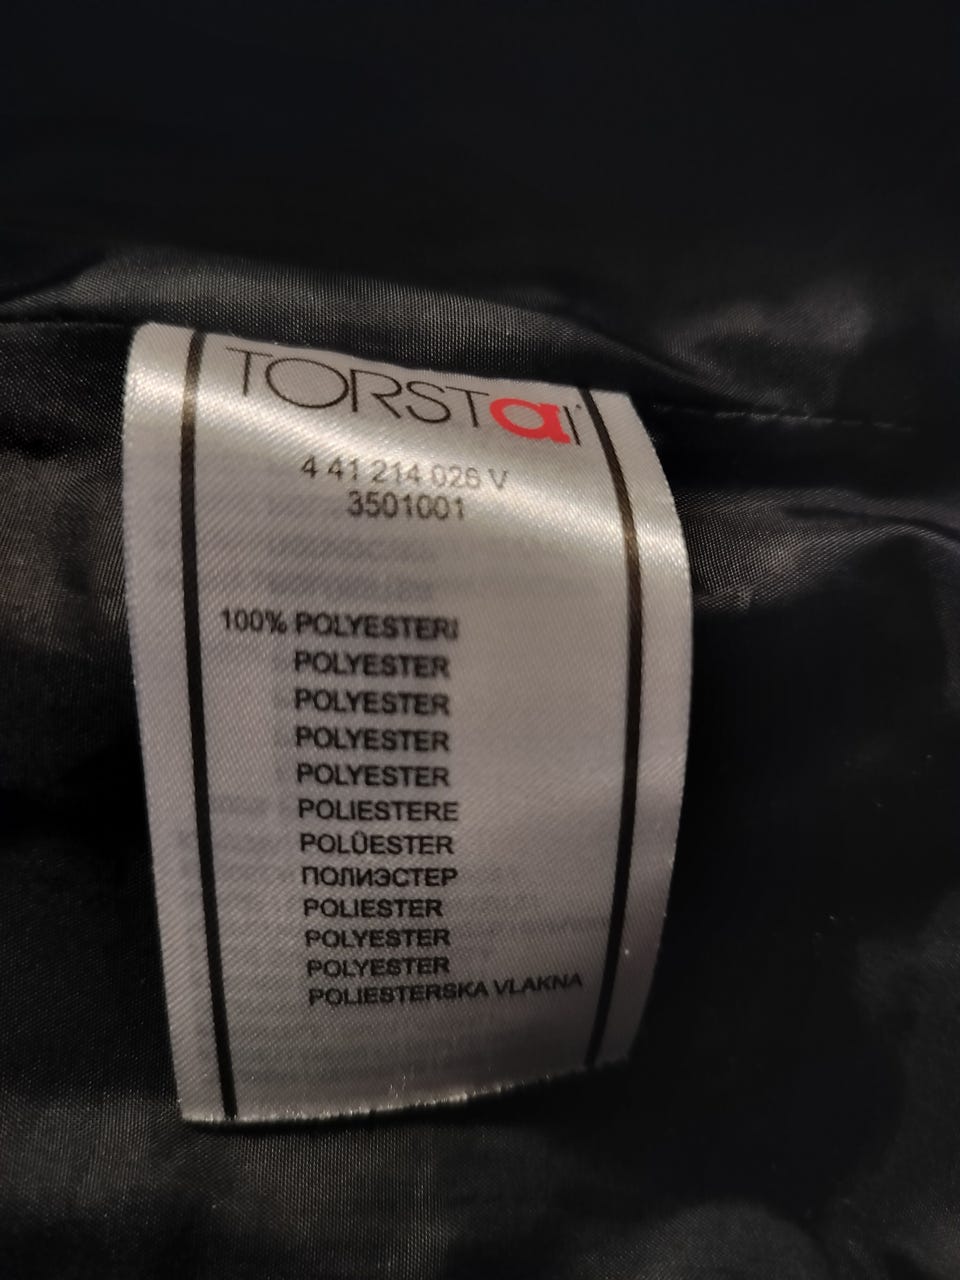 TORSTaI
4 41 214 026 V
3501001
100% POLYESTERI
POLYESTER
POLYESTER
POLYESTER
POLYESTER
POLIESTERE
POLÜESTER
ПОЛИЭСТЕР
POLIESTER
POLYESTER
POLYESTER
POLIESTERSKA VLAKNA